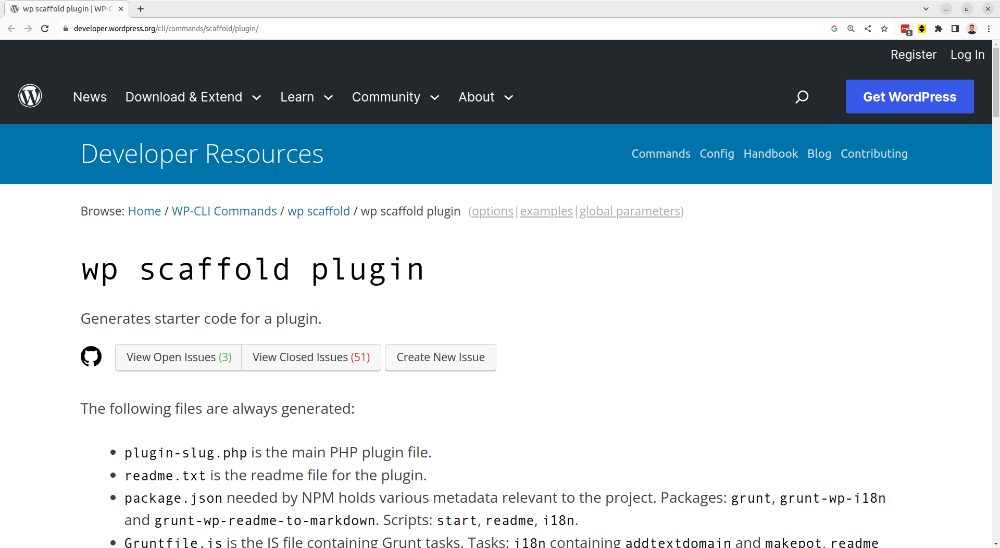 wp scaffold plugin | WP-C
developer.wordpress.org/cli/commands/scaffold/plugin/
5
Register Log In
News Download & Extend Learn Community About Get WordPress
Developer Resources Commands Config Handbook Blog Contributing
Browse: Home / WP-CLI Commands / wp scaffold / wp scaffold plugin (options|examples|global parameters)
wp scaffold plugin
Generates starter code for a plugin.
View Open Issues (3) View Closed Issues (51) Create New Issue
The following files are always generated:
• plugin-slug.php is the main PHP plugin file.
• readme.txt is the readme file for the plugin.
• package.json needed by NPM holds various metadata relevant to the project. Packages: grunt, grunt-wp-i18n
and grunt-wp-readme-to-markdown. Scripts: start, readme, i18n.
• Gruntfile.js is the JS file containing Grunt tasks. Tasks: i18n containing addtextdomain and makepot, readme